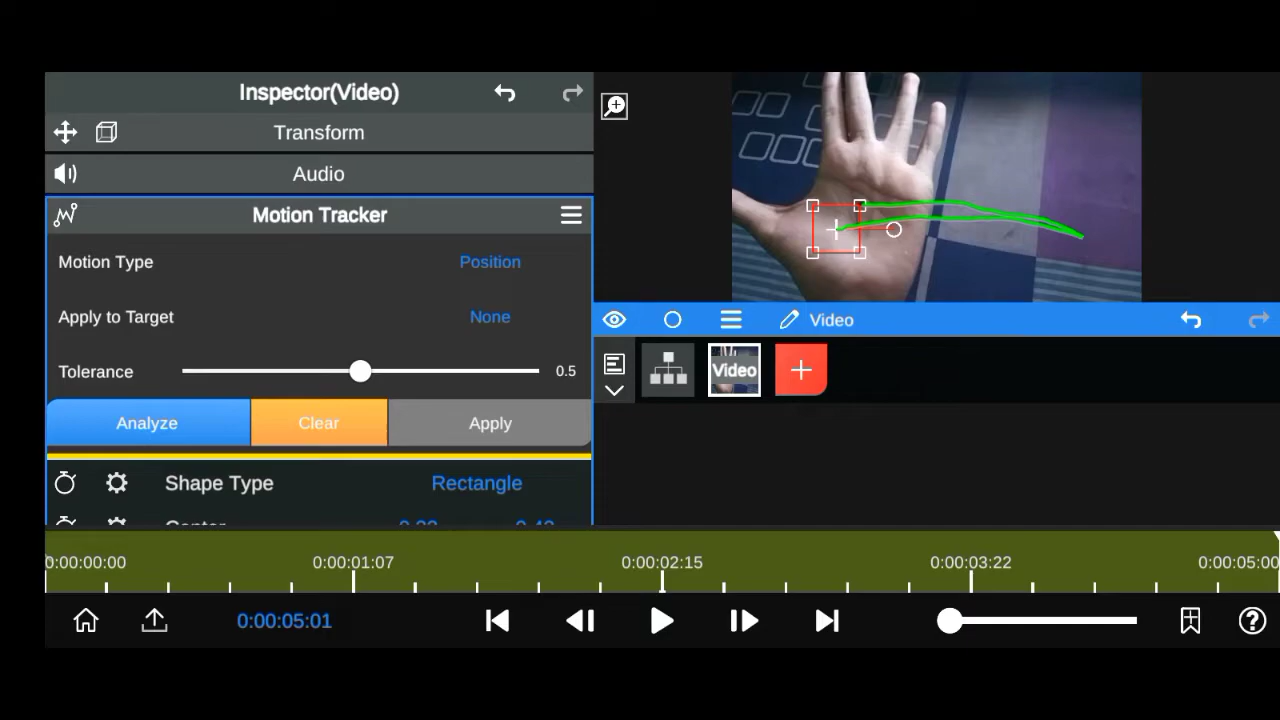 Inspector(Video)
Transform
Audio
Motion Tracker
Motion Type Position
Apply to Target None
Tolerance 0.5
Analyze Clear Apply
Shape Type Rectangle
Video
Video
0:00:00:00 0:00:01:07 0:00:02:15 0:00:03:22 0:00:05:00
0:00:05:01